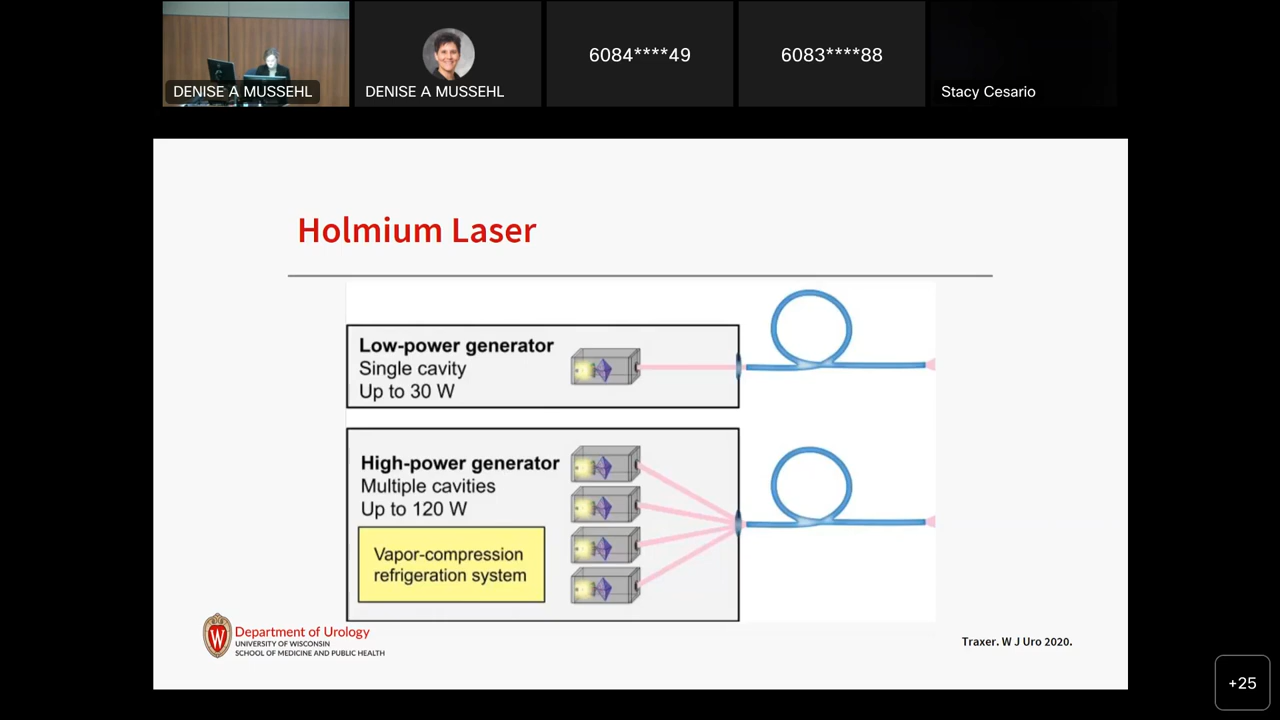 DENISE A MUSSEHL
DENISE A MUSSEHL
6084****49
6083****88
Stacy Cesario
Holmium Laser
Low-power generator
Single cavity
Up to 30 W
High-power generator
Multiple cavities
Up to 120 W
Vapor-compression
refrigeration system
W
Department of Urology
UNIVERSITY OF WISCONSIN
SCHOOL OF MEDICINE AND PUBLIC HEALTH
Traxer. W J Uro 2020.
+25